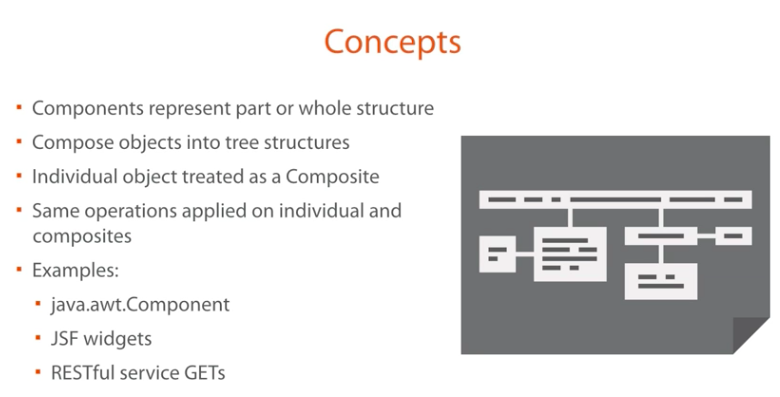 Concepts
▪ Components represent part or whole structure
▪ Compose objects into tree structures
▪ Individual object treated as a Composite
▪ Same operations applied on individual and
composites
▪ Examples:
▪ java.awt.Component
▪ JSF widgets
▪ RESTful service GETs